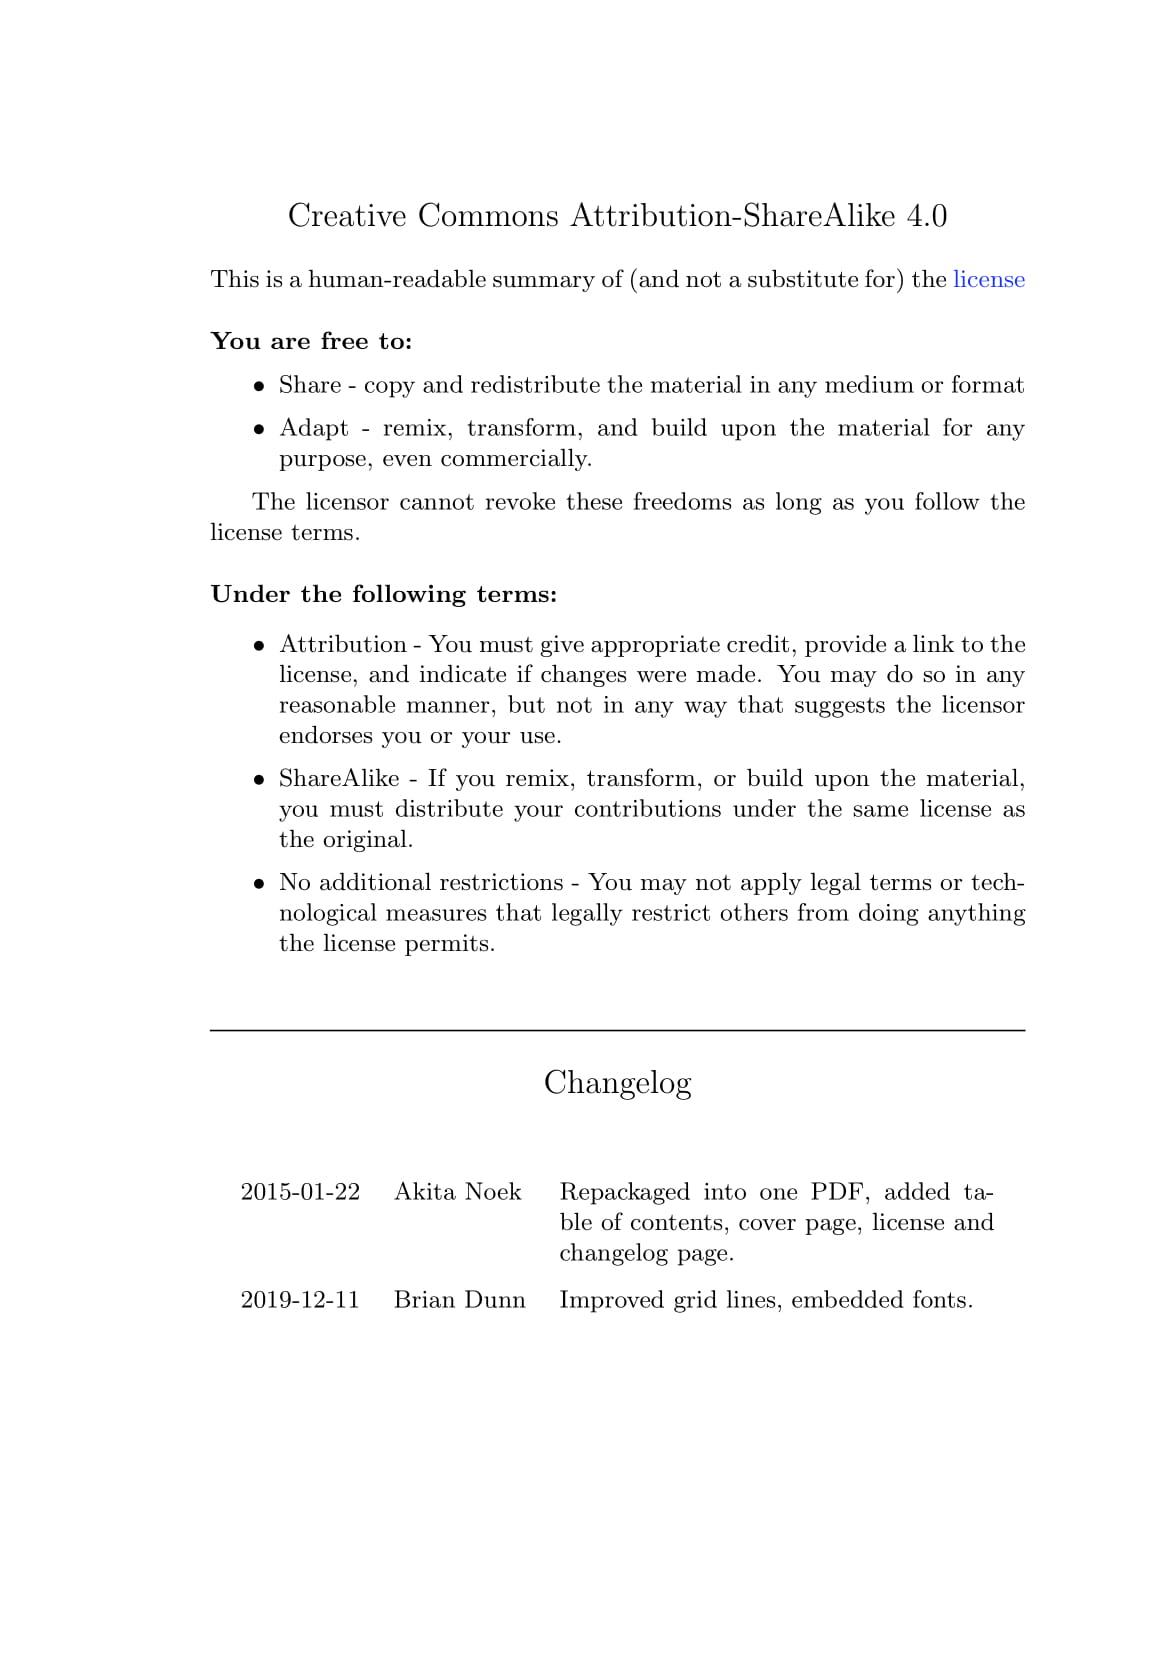 Creative Commons Attribution-ShareAlike 4.0
This is a human-readable summary of (and not a substitute for) the license
You are free to:
• Share - copy and redistribute the material in any medium or format
• Adapt - remix, transform, and build upon the material for any
purpose, even commercially.
The licensor cannot revoke these freedoms as long as you follow the
license terms.
Under the following terms:
• Attribution - You must give appropriate credit, provide a link to the
license, and indicate if changes were made. You may do so in any
reasonable manner, but not in any way that suggests the licensor
endorses you or your use.
• ShareAlike - If you remix, transform, or build upon the material,
you must distribute your contributions under the same license as
the original.
• No additional restrictions - You may not apply legal terms or tech-
nological measures that legally restrict others from doing anything
the license permits.
Changelog
2015-01-22 Akita Noek Repackaged into one PDF, added ta-
ble of contents, cover page, license and
changelog page.
2019-12-11 Brian Dunn Improved grid lines, embedded fonts.